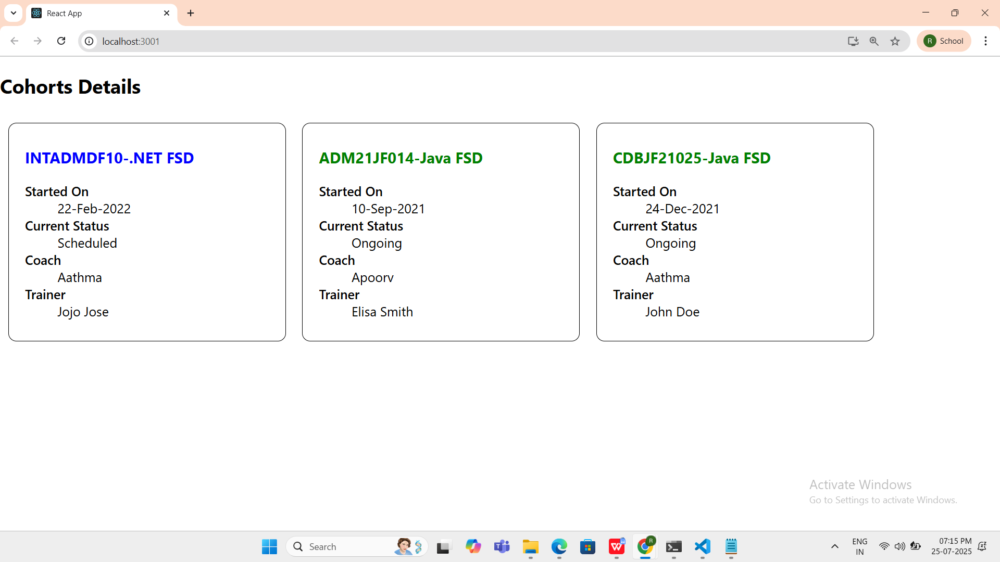 React App
localhost:3001
R
School
Cohorts Details
INTADMDF10-.NET FSD
Started On
22-Feb-2022
Current Status
Scheduled
Coach
Aathma
Trainer
Jojo Jose
ADM21JF014-Java FSD
Started On
10-Sep-2021
Current Status
Ongoing
Coach
Apoorv
Trainer
Elisa Smith
CDBJF21025-Java FSD
Started On
24-Dec-2021
Current Status
Ongoing
Coach
Aathma
Trainer
John Doe
Activate Windows
Go to Settings to activate Windows.
Search
R
ENG
IN
07:15 PM
25-07-2025